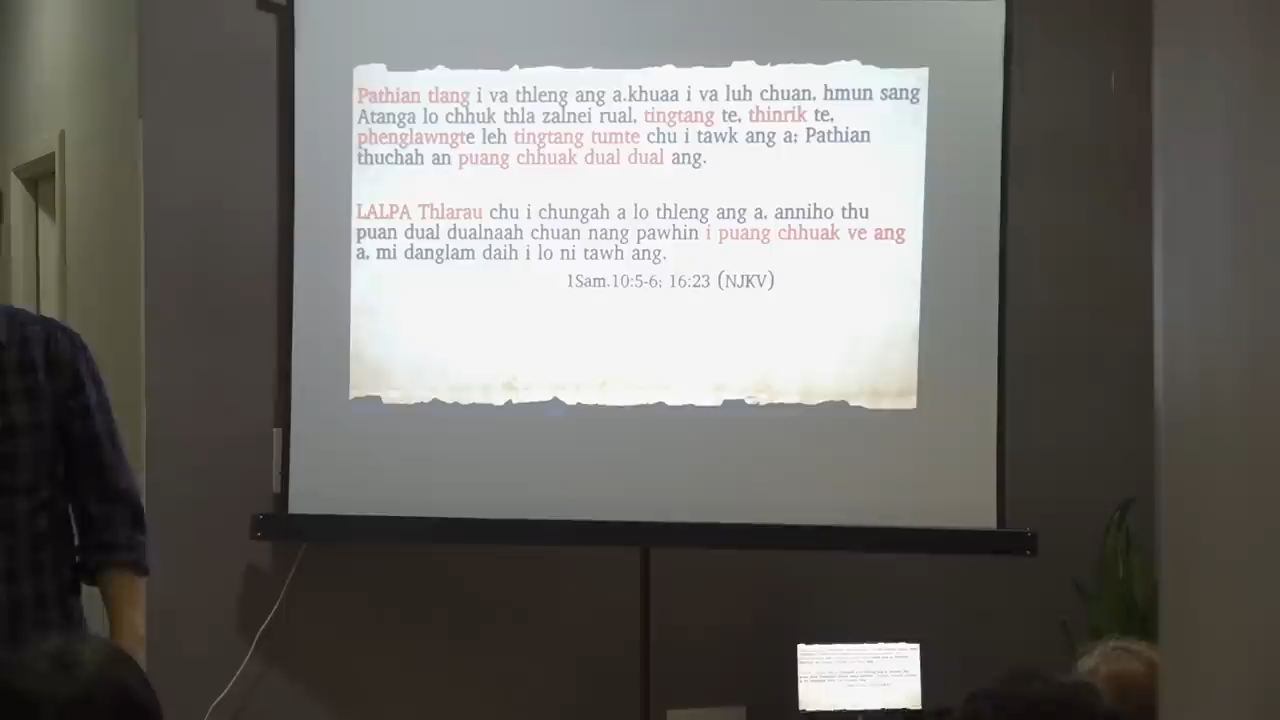 Pathian tlang i va thleng ang a.khuaa i va luh chuan, hmun sang
Atanga lo chhuk thla zalnei rual, tingtang te, thinrik te,
phenglawngte leh tingtang tumte chu i tawk ang a; Pathian
thuchah an puang chhuak dual dual ang.
LALPA Thlarau chu i chungah a lo thleng ang a, anniho thu
puan dual dualnaah chuan nang pawhin i puang chhuak ve ang
a, mi danglam daih i lo ni tawh ang.
1Sam.10:5-6; 16:23 (NJKV)